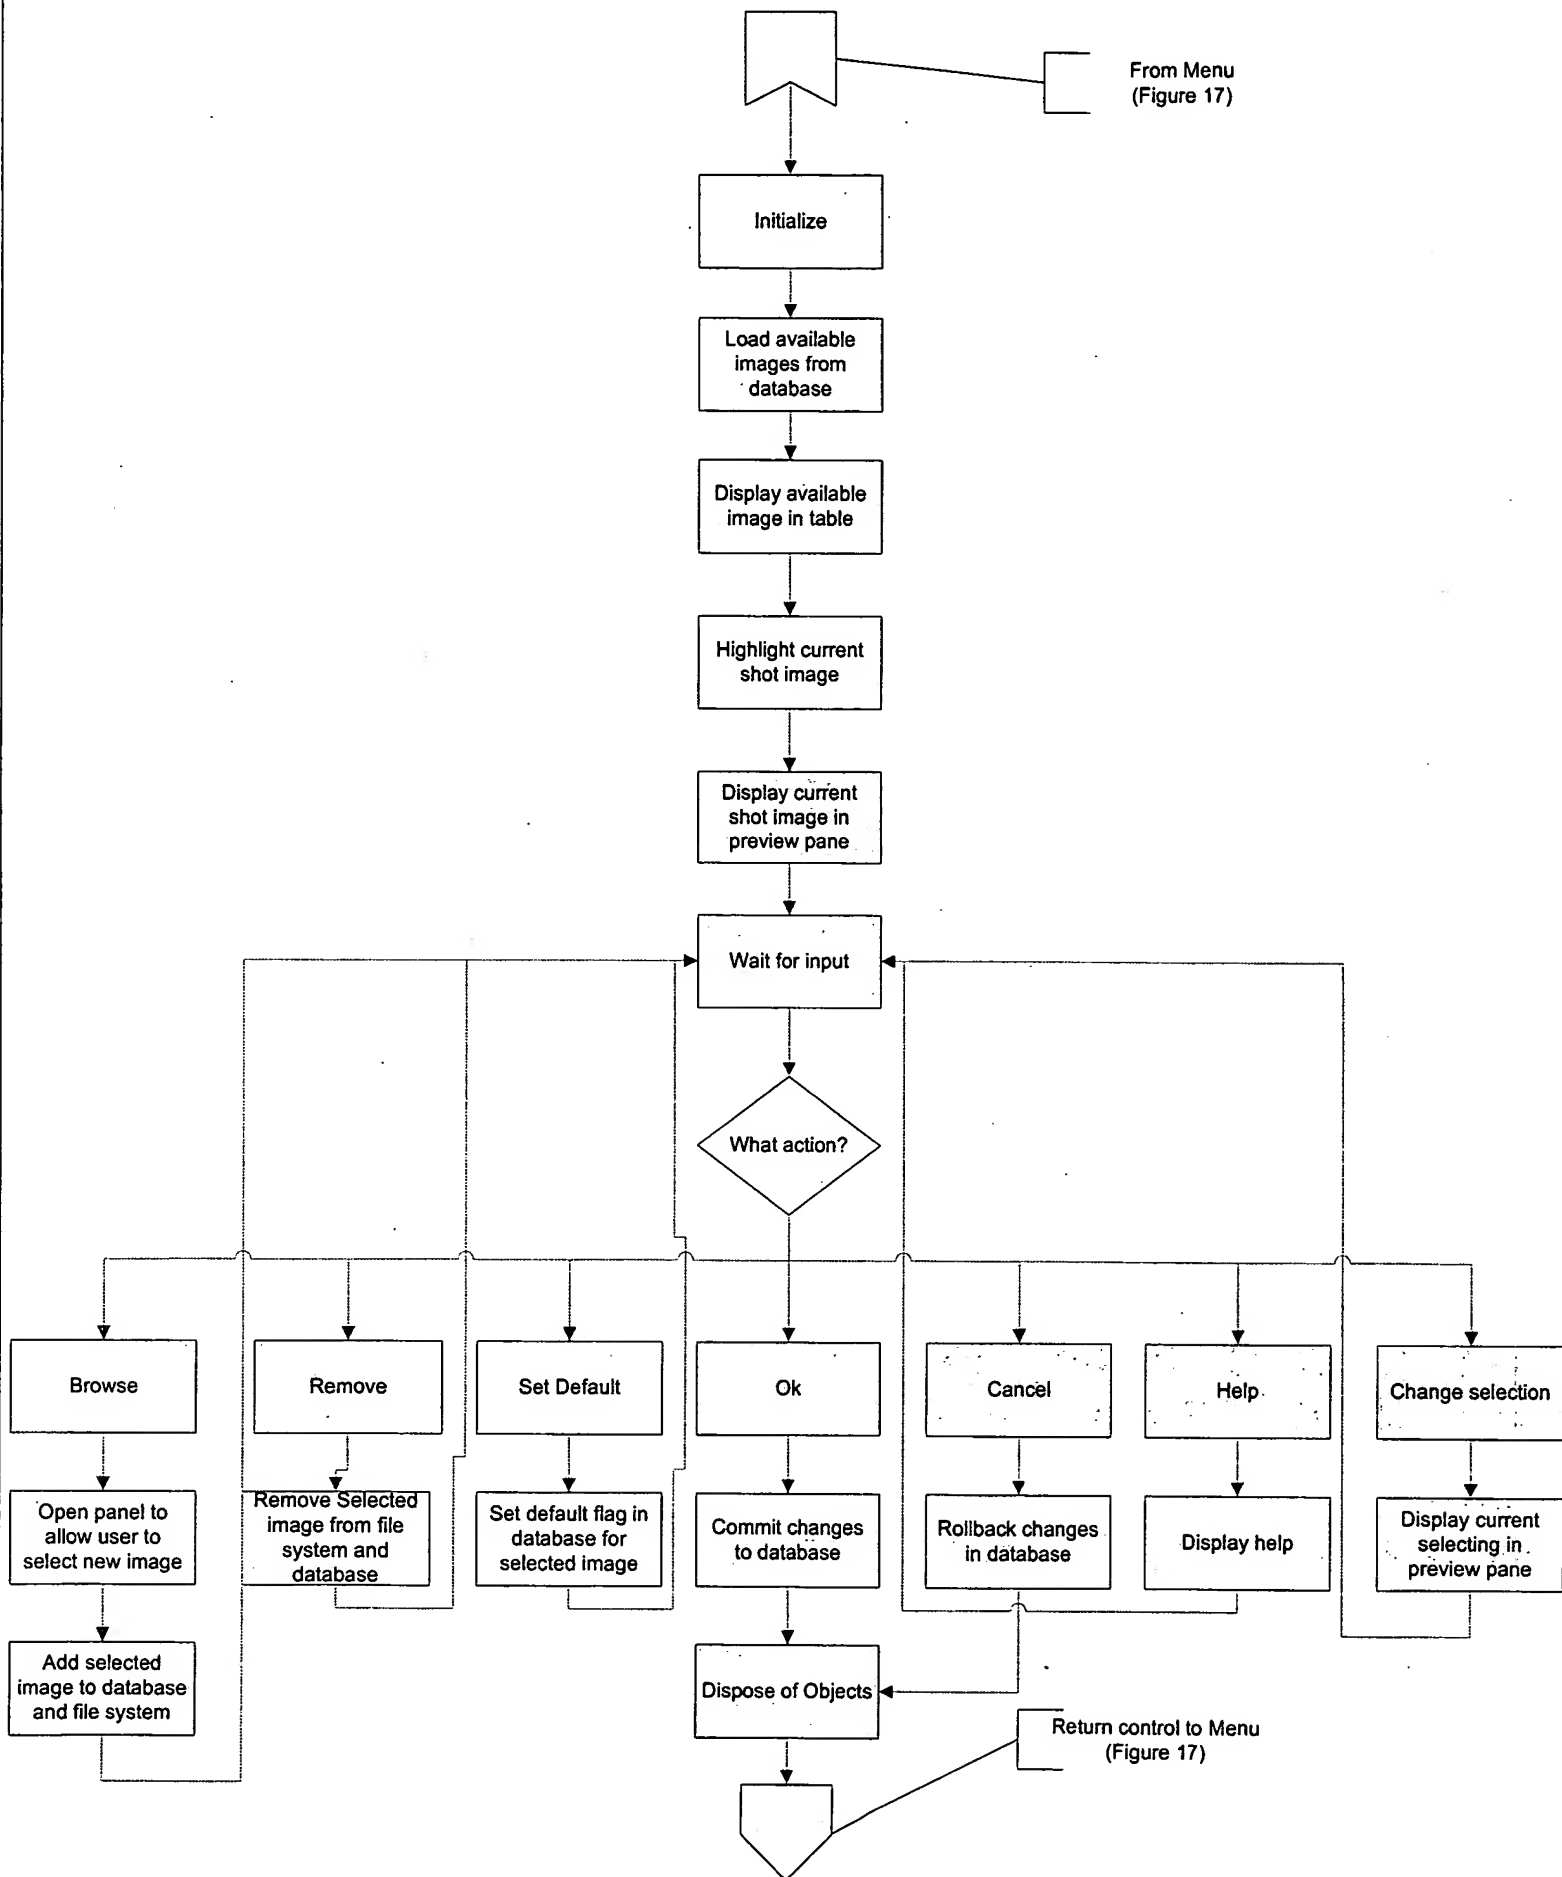 From Menu
(Figure 17)
Initialize
Load available
images from
database
Display available
image in table
Highlight current
shot image
Display current
shot image in
preview pane
Wait for input
What action?
Browse
Remove
Set Default
Ok
Cancel
Help
Change selection
Open panel to
allow user to
select new image
Remove Selected
image from file
system and
database
Set default flag in
database for
selected image
Commit changes
to database
Rollback changes
in database
Display help
Display current
selecting in
preview pane
Add selected
image to database
and file system
Dispose of Objects
Return control to Menu
(Figure 17)